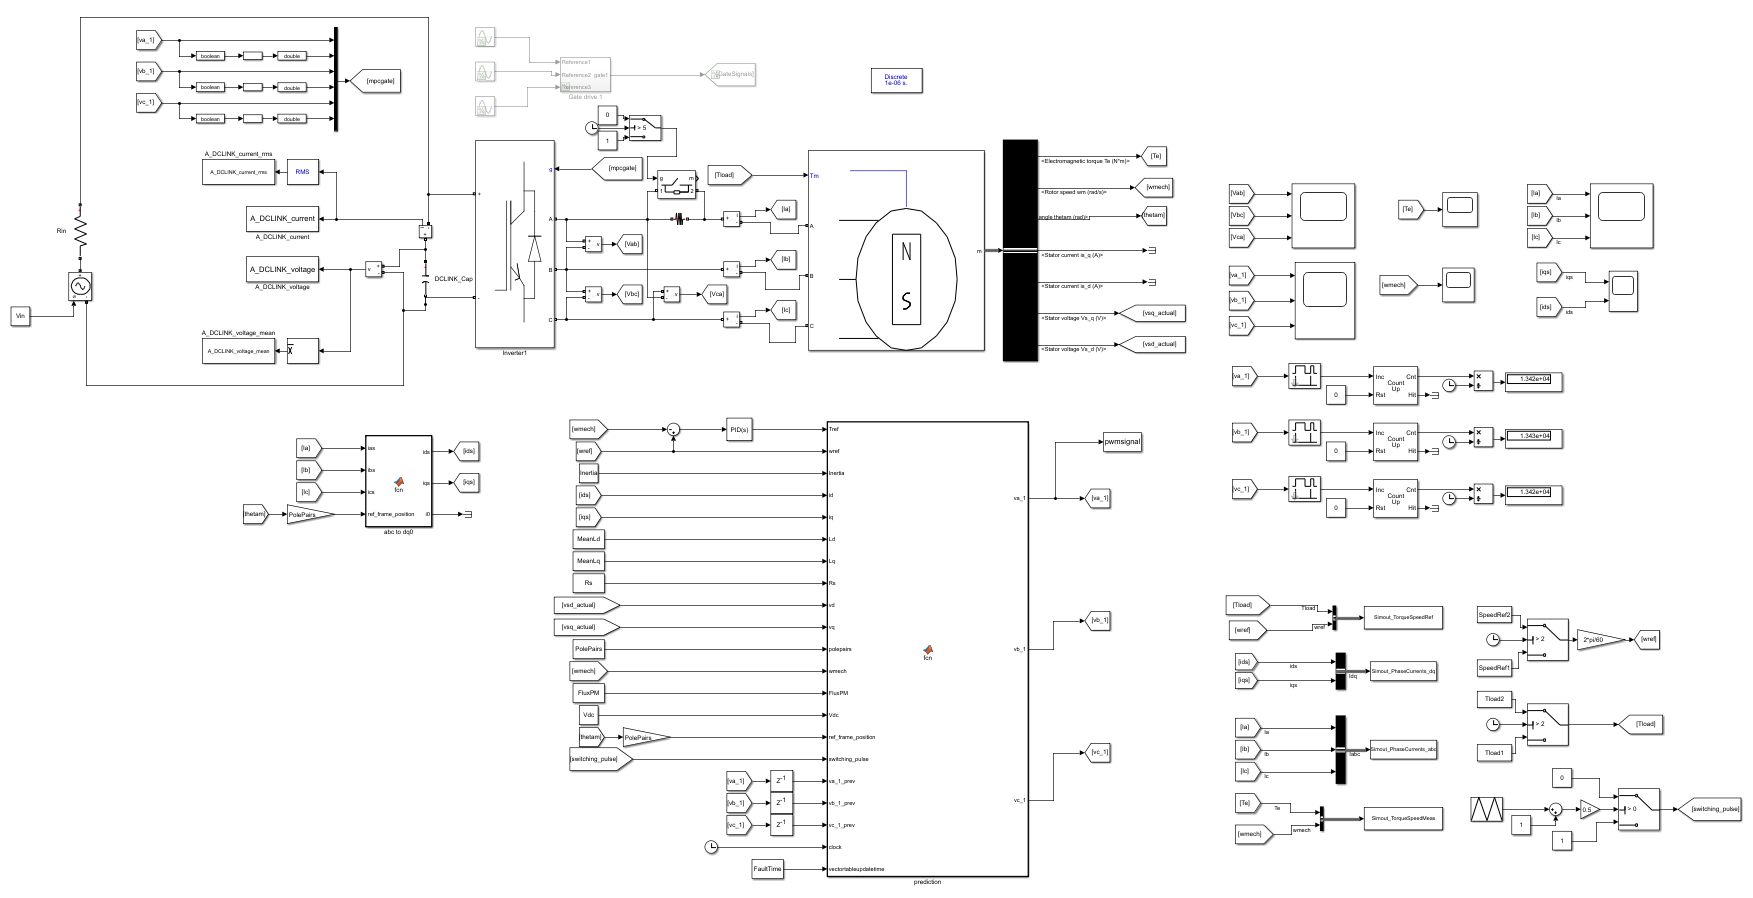 [va_1]
boolean
double
[vb_1]
boolean
double
[mpcgate]
[vc_1]
boolean
double
Reference1
Reference2 gate1
Reference3
Gate drive 1
GateSignals]
Discrete
1e-06 s.
0
> 5
1
A_DCLINK_current_rms
A_DCLINK_current_rms
RMS
A_DCLINK_current
A_DCLINK_current
A_DCLINK_voltage
A_DCLINK_voltage
A_DCLINK_voltage_mean
A_DCLINK_voltage_mean
Rin
Vin
DCLINK_Cap
+
-
g
A
B
C
Inverter1
[mpcgate]
[Tload]
g
m
1
2
[Vab]
[Vbc]
[Vca]
[Ia]
[Ib]
[Ic]
Tm
A
B
C
N
S
m
<Electromagnetic torque Te (N*m)>
[Te]
<Rotor speed wm (rad/s)>
[wmech]
angle thetam (rad)>
thetam]
<Stator current is_q (A)>
<Stator current is_d (A)>
<Stator voltage Vs_q (V)>
[vsq_actual]
<Stator voltage Vs_d (V)>
[vsd_actual]
[Vab]
[Vbc]
[Vca]
[Te]
[Ia]
Ia
[Ib]
Ib
[Ic]
Ic
[va_1]
[vb_1]
[vc_1]
[wmech]
[iqs]
iqs
[ids]
ids
[va_1]
0
Inc
Cnt
Count
Up
Rst
Hit
1.342e+04
[vb_1]
0
Inc
Cnt
Count
Up
Rst
Hit
1.343e+04
[vc_1]
0
Inc
Cnt
Count
Up
Rst
Hit
1.342e+04
[Ia]
[Ib]
[Ic]
thetam]
PolePairs
ias
ibs
ics
ref_frame_position
fcn
ids
iqs
i0
abc to dq0
[ids]
[iqs]
[wmech]
PID(s)
Tref
[wref]
wref
Inertia
Inertia
[ids]
id
[iqs]
iq
MeanLd
Ld
MeanLq
Lq
Rs
Rs
[vsd_actual]
vd
[vsq_actual]
vq
PolePairs
polepairs
[wmech]
wmech
FluxPM
FluxPM
Vdc
Vdc
thetam]
PolePairs
ref_frame_position
[switching_pulse]
switching_pulse
[va_1]
Z-1
va_1_prev
[vb_1]
Z-1
vb_1_prev
[vc_1]
Z-1
vc_1_prev
clock
FaultTime
vectortableupdatetime
fcn
prediction
va_1
vb_1
vc_1
pwmsignal
[va_1]
[vb_1]
[vc_1]
[Tload]
Tload
[wref]
wref
Simout_TorqueSpeedRef
[ids]
ids
[iqs]
iqs
Idq
Simout_PhaseCurrents_dq
[Ia]
Ia
[Ib]
Ib
[Ic]
Ic
Iabc
Simout_PhaseCurrents_abc
[Te]
Te
[wmech]
wmech
Simout_TorqueSpeedMeas
SpeedRef2
> 2
SpeedRef1
2*pi/60
[wref]
Tload2
> 2
Tload1
[Tload]
0
1
0.5
> 0
1
[switching_pulse]